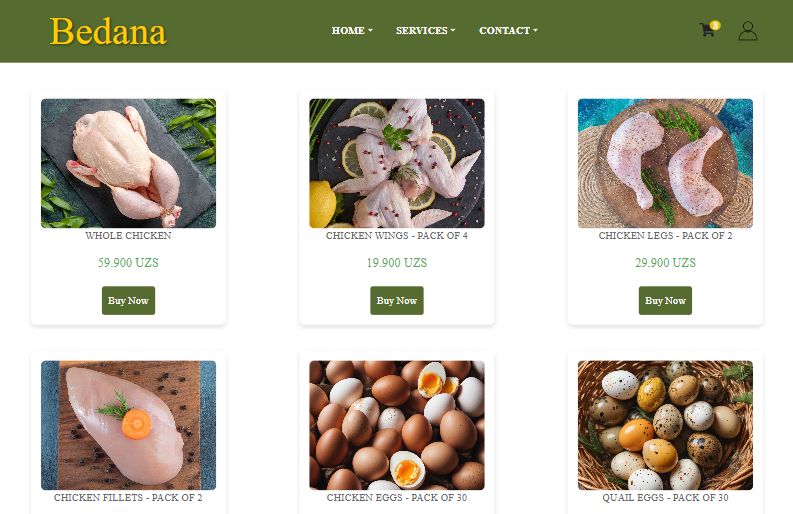 Bedana
HOME SERVICES CONTACT
WHOLE CHICKEN
59.900 UZS
Buy Now
CHICKEN WINGS - PACK OF 4
19.900 UZS
Buy Now
CHICKEN LEGS - PACK OF 2
29.900 UZS
Buy Now
CHICKEN FILLETS - PACK OF 2
CHICKEN EGGS - PACK OF 30
QUAIL EGGS - PACK OF 30